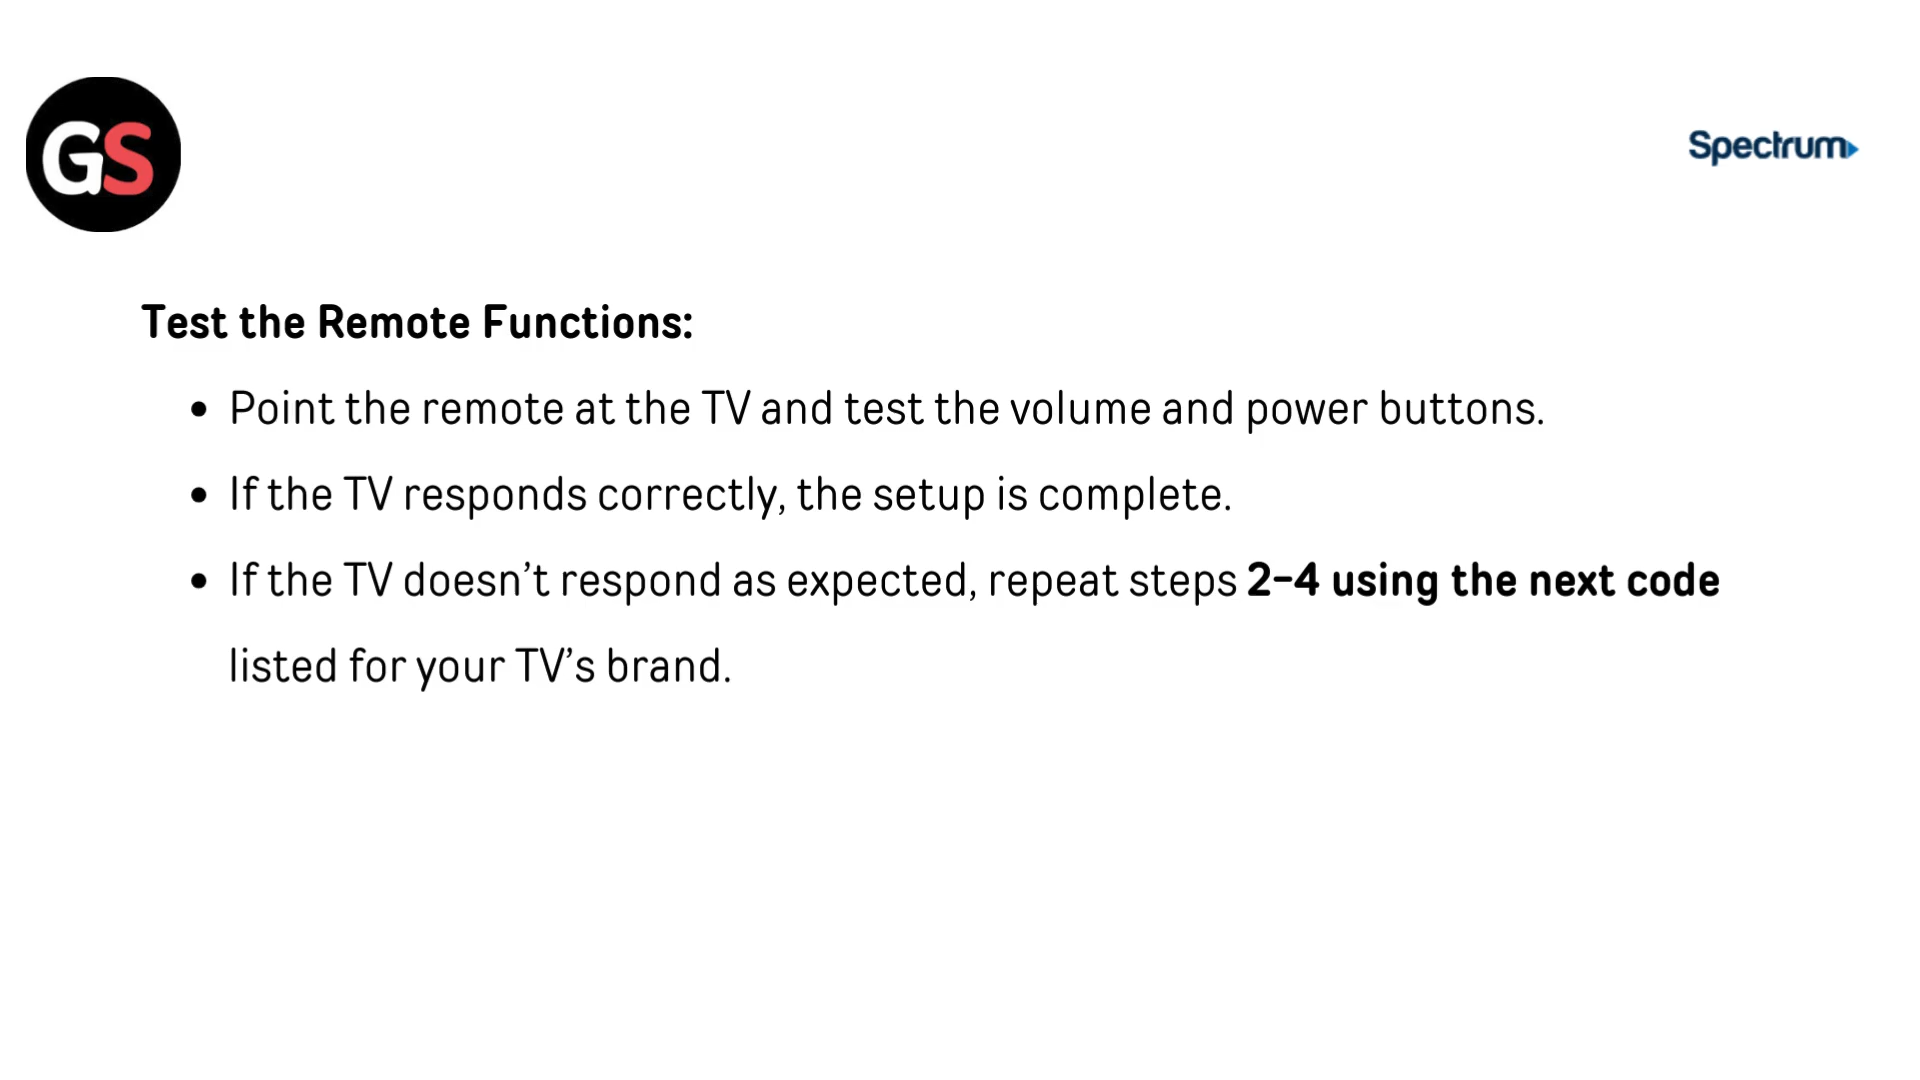 GS
Spectrum
Test the Remote Functions:
• Point the remote at the TV and test the volume and power buttons.
• If the TV responds correctly, the setup is complete.
• If the TV doesn’t respond as expected, repeat steps 2–4 using the next code
listed for your TV’s brand.